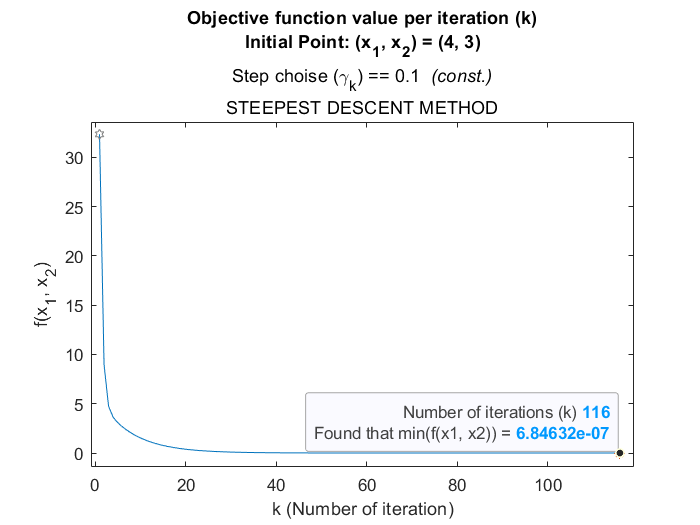 Objective function value per iteration (k)
Initial Point: (x₁, x₂) = (4, 3)
Step choise (γₖ) == 0.1 (const.)
STEEPEST DESCENT METHOD
f(x₁, x₂)
30
25
20
15
10
5
0
Number of iterations (k) 116
Found that min(f(x1, x2)) = 6.84632e-07
0 20 40 60 80 100
k (Number of iteration)